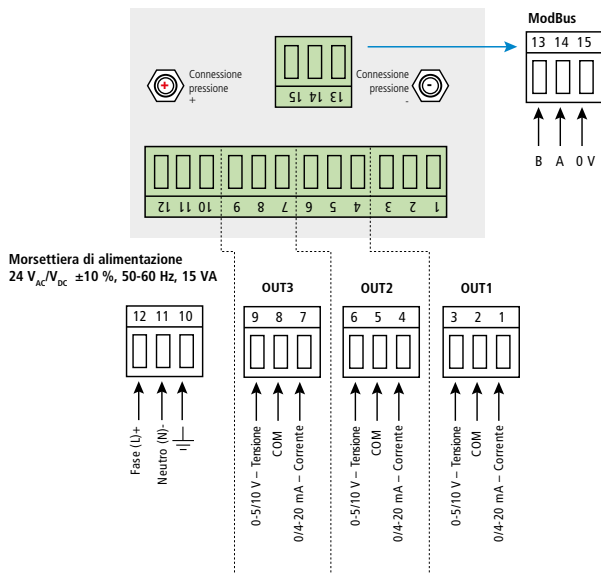 ModBus
13 14 15
B A 0 V
Connessione
pressione
+
Connessione
pressione
-
15 14 13
12 11 10 9 8 7 6 5 4 3 2 1
Morsettiera di alimentazione
24 VAC/VDC ±10 %, 50-60 Hz, 15 VA
12 11 10
Fase (L)+
Neutro (N)-
OUT3
9 8 7
0-5/10 V – Tensione
COM
0/4-20 mA – Corrente
OUT2
6 5 4
0-5/10 V – Tensione
COM
0/4-20 mA – Corrente
OUT1
3 2 1
0-5/10 V – Tensione
COM
0/4-20 mA – Corrente